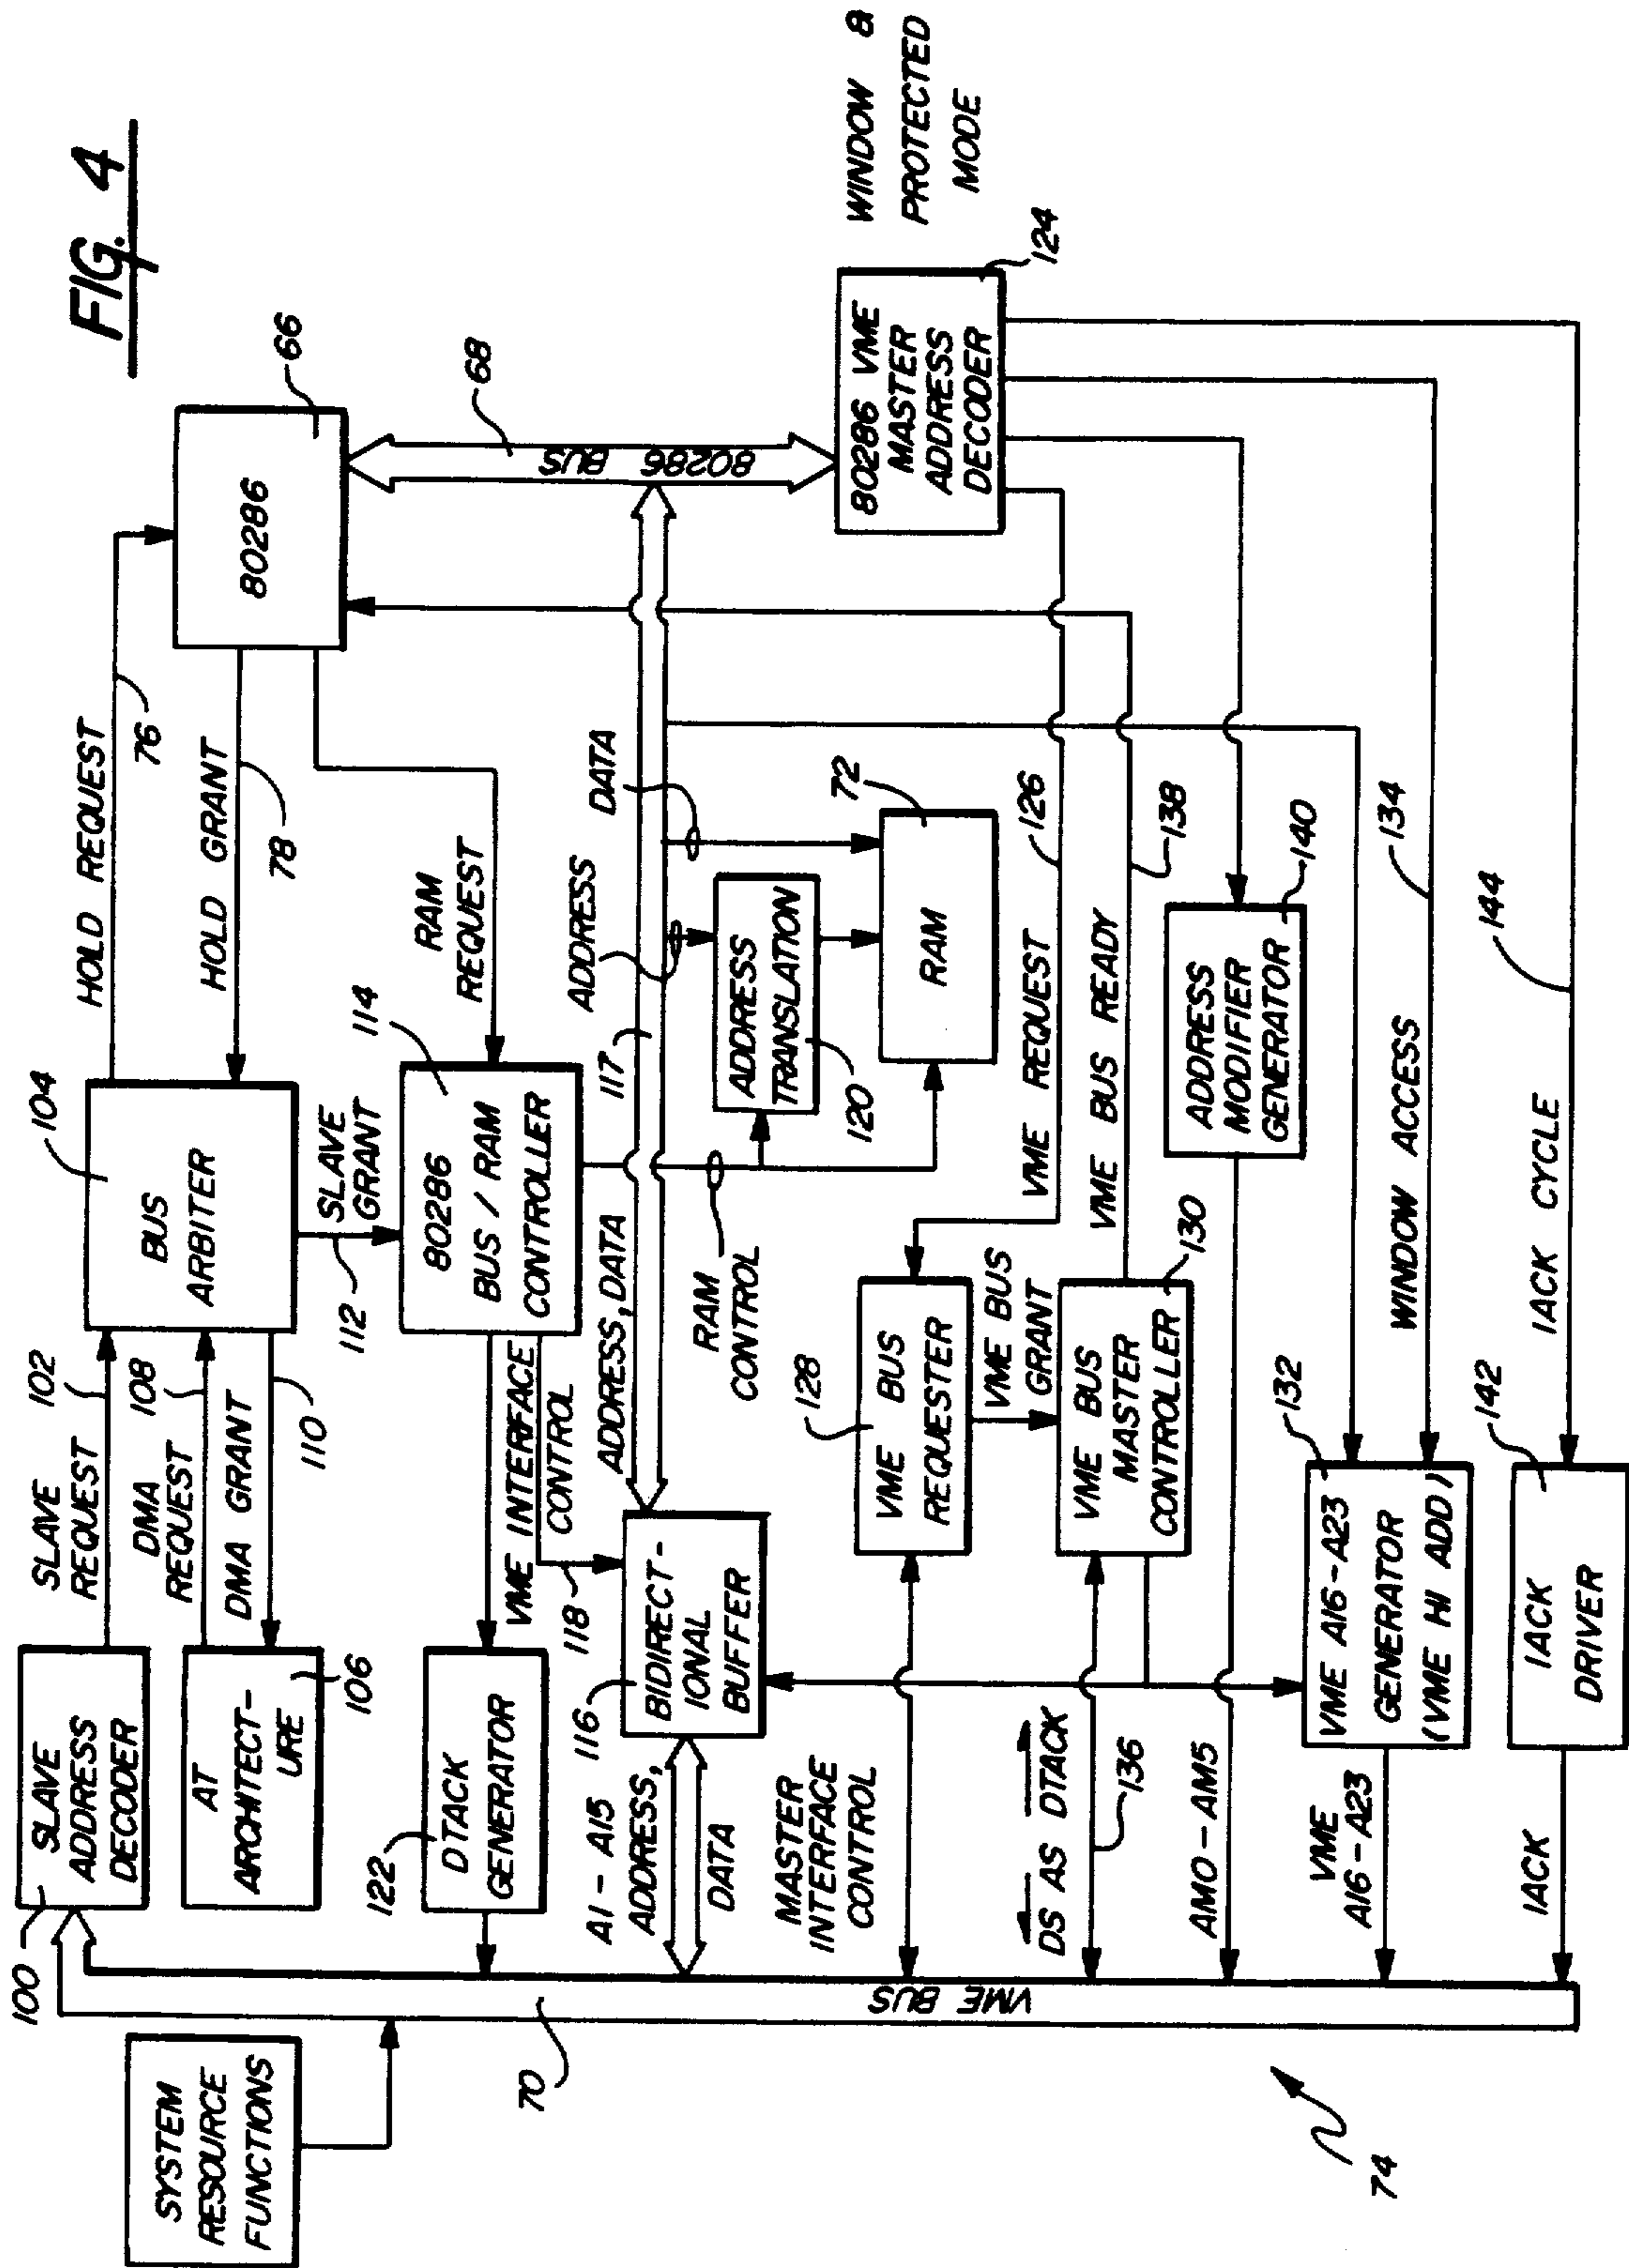 FIG. 4
SYSTEM
RESOURCE
FUNCTIONS
70
VME BUS
74
100
SLAVE
ADDRESS
DECODER
SLAVE
REQUEST
102
AT
ARCHITECT-
URE
106
DMA
REQUEST
108
DMA GRANT
110
104
BUS
ARBITER
HOLD REQUEST
76
HOLD GRANT
78
80286
66
SLAVE
GRANT
112
114
80286
BUS / RAM
CONTROLLER
RAM
REQUEST
122
DTACK
GENERATOR
VME INTERFACE
CONTROL
118
116
BIDIRECT-
IONAL
BUFFER
A1 - A15
ADDRESS,
DATA
ADDRESS, DATA
117
80286 BUS
68
RAM
CONTROL
ADDRESS
DATA
ADDRESS
TRANSLATION
120
RAM
72
80286 VME
MASTER
ADDRESS
DECODER
124
WINDOW &
PROTECTED
MODE
MASTER
INTERFACE
CONTROL
128
VME BUS
REQUESTER
VME REQUEST
126
VME BUS
GRANT
VME BUS
MASTER
CONTROLLER
130
VME BUS READY
138
DS AS DTACK
136
AM0-AM5
ADDRESS
MODIFIER
GENERATOR
140
VME
A16-A23
132
VME A16-A23
GENERATOR
(VME HI ADD)
WINDOW ACCESS
134
IACK
142
IACK
DRIVER
IACK CYCLE
144